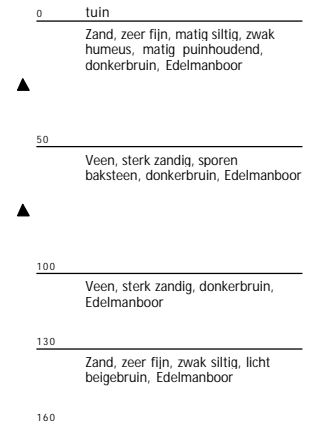 0 tuin
Zand, zeer fijn, matig siltig, zwak
humeus, matig puinhoudend,
donkerbruin, Edelmanboor
50
Veen, sterk zandig, sporen
baksteen, donkerbruin, Edelmanboor
100
Veen, sterk zandig, donkerbruin,
Edelmanboor
130
Zand, zeer fijn, zwak siltig, licht
beigebruin, Edelmanboor
160